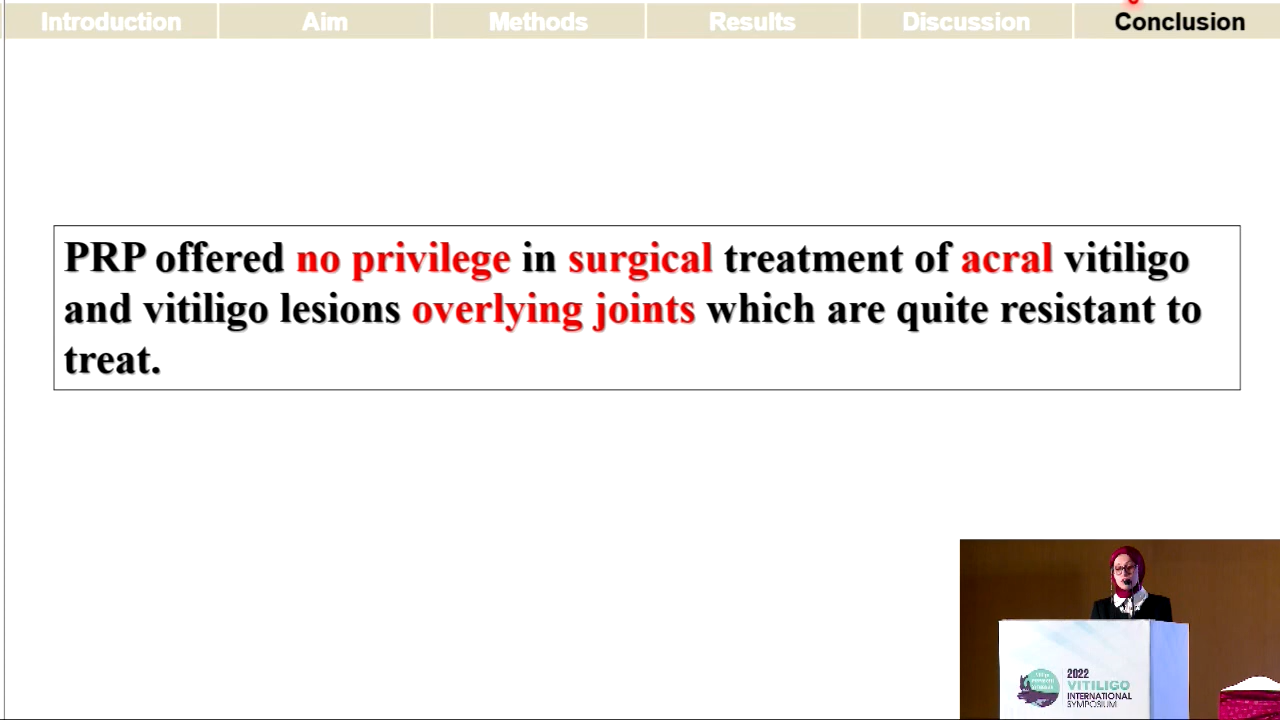 Introduction
Aim
Methods
Results
Discussion
Conclusion
PRP offered no privilege in surgical treatment of acral vitiligo
and vitiligo lesions overlying joints which are quite resistant to
treat.
2022
VITILIGO
INTERNATIONAL
SYMPOSIUM